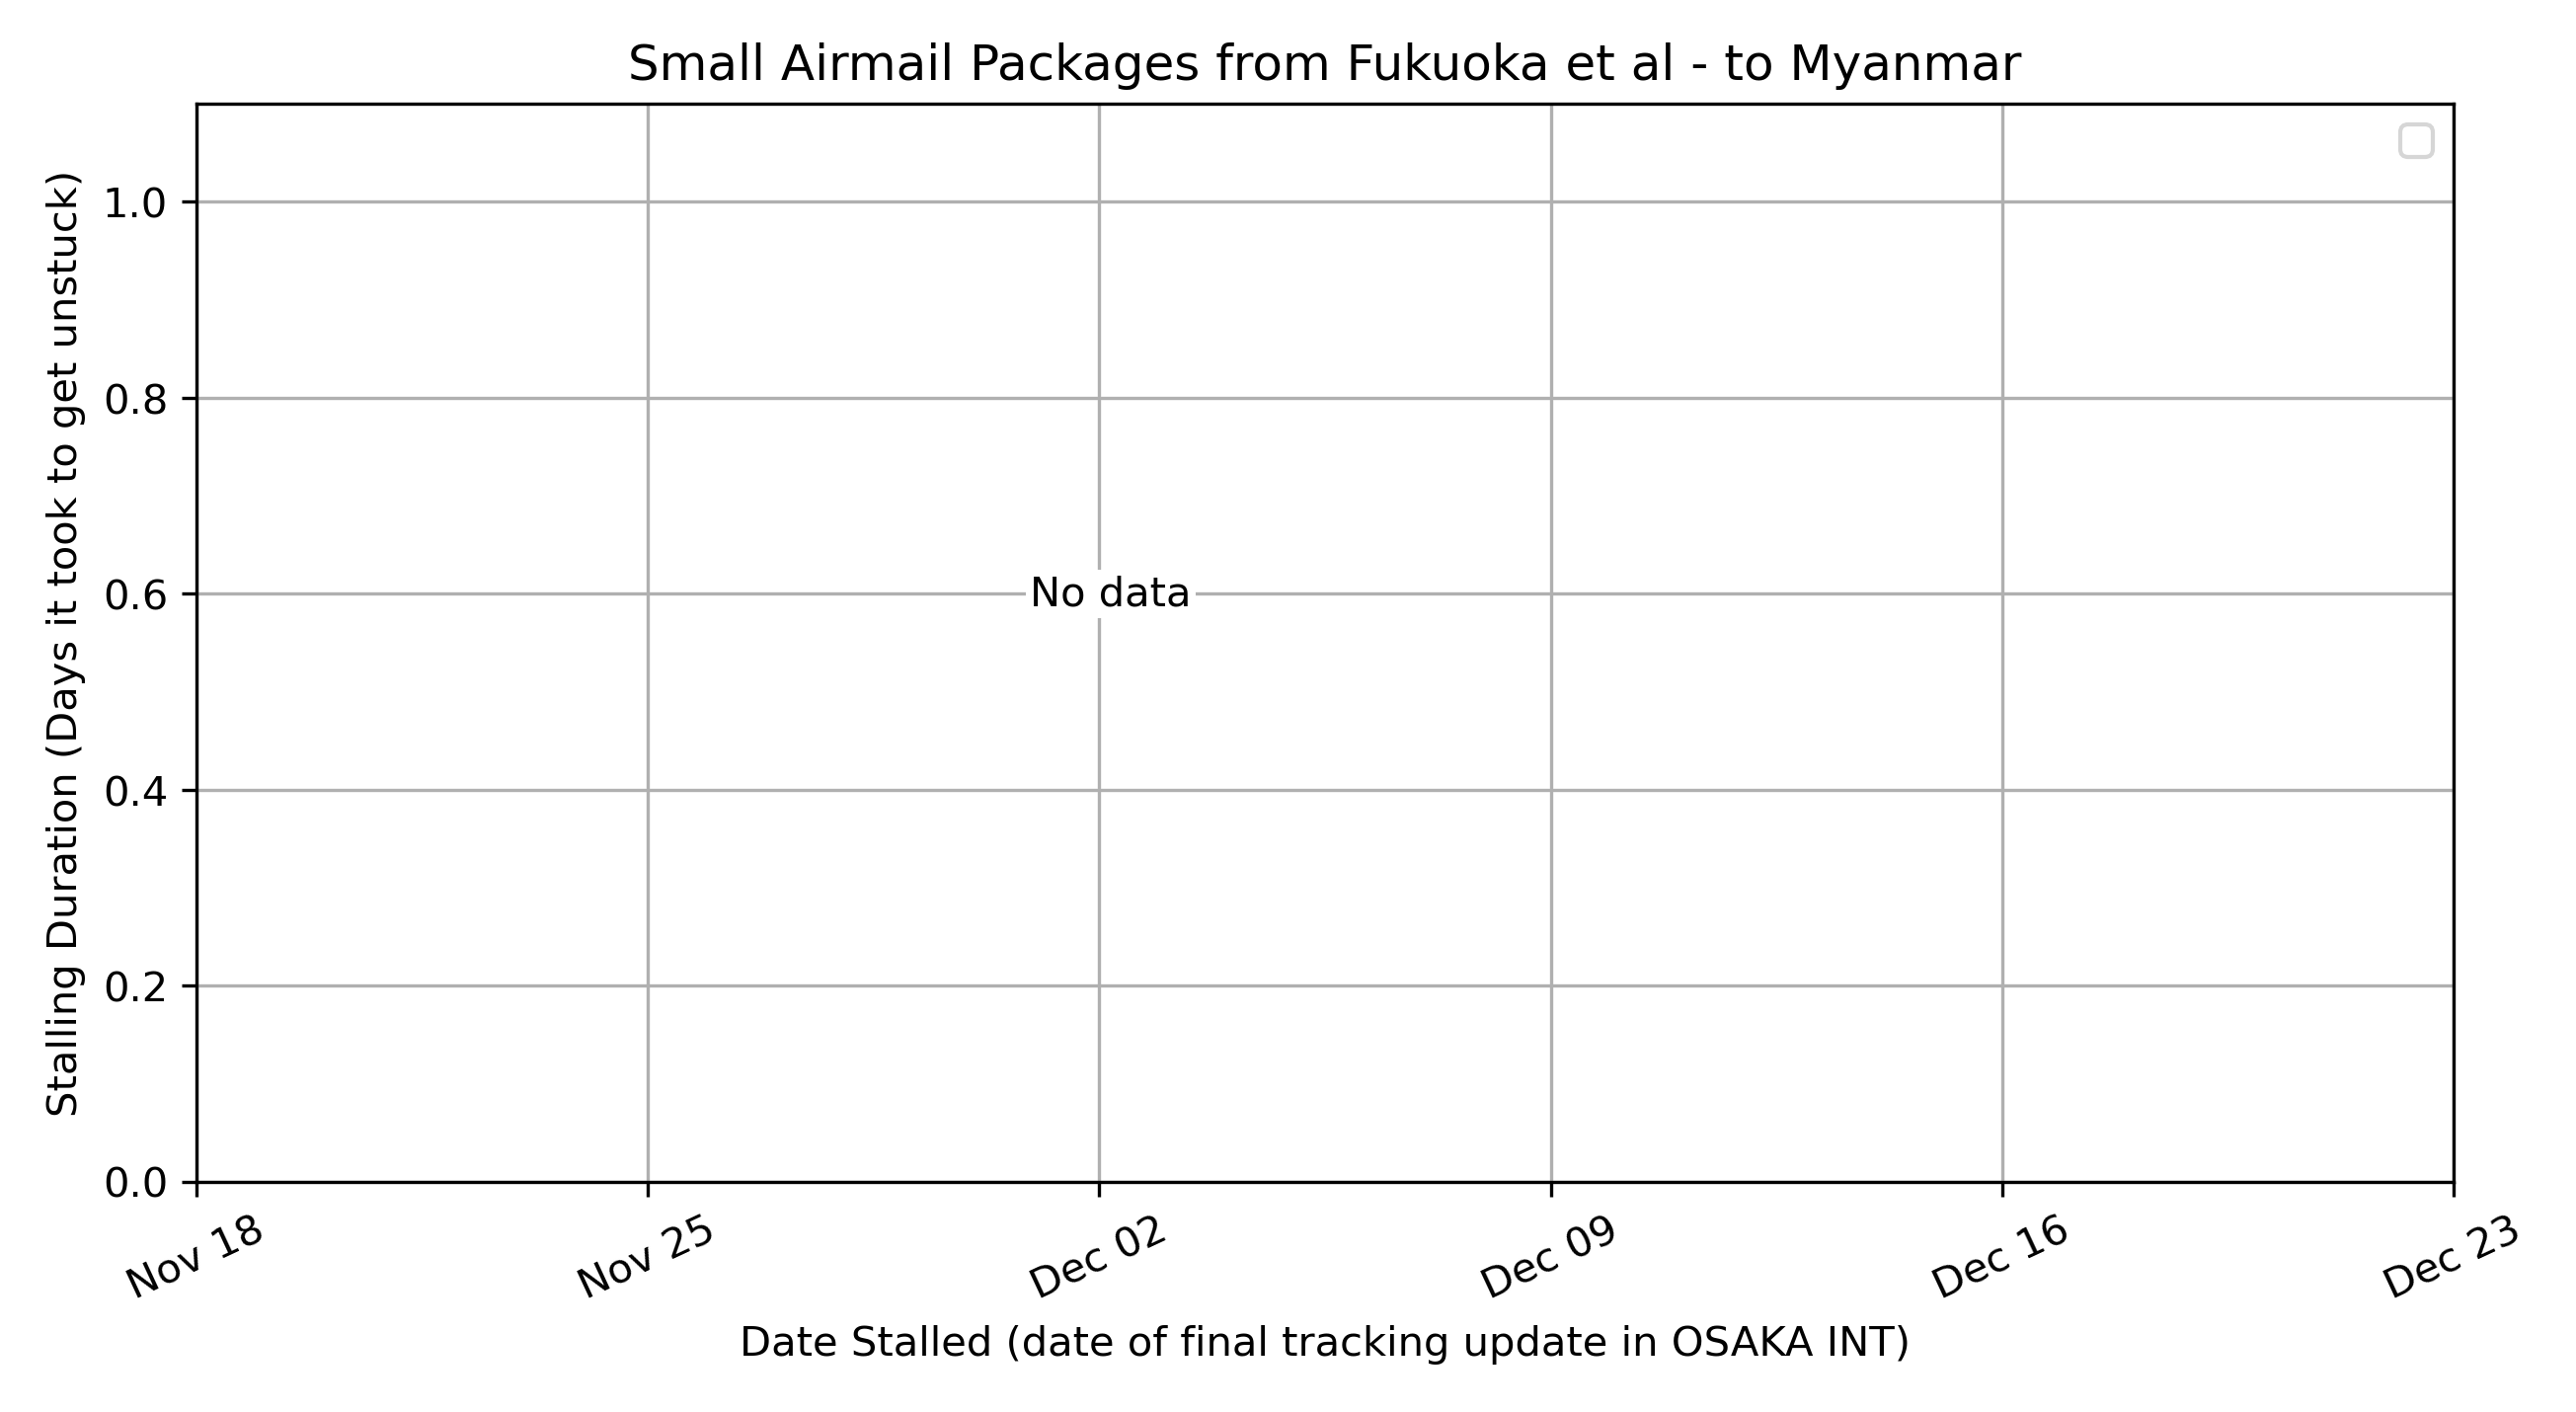 Small Airmail Packages from Fukuoka et al - to Myanmar
Stalling Duration (Days it took to get unstuck)
1.0
0.8
0.6
0.4
0.2
0.0
No data
Nov 18
Nov 25
Dec 02
Dec 09
Dec 16
Dec 23
Date Stalled (date of final tracking update in OSAKA INT)